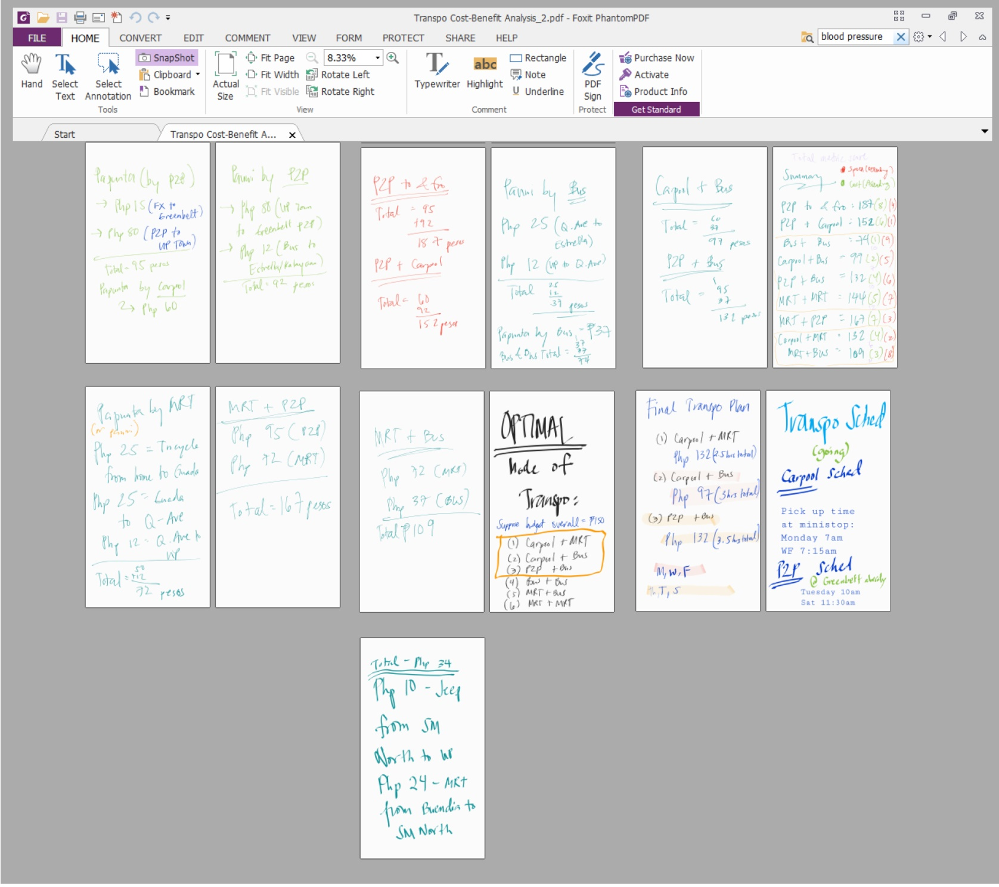 Transpo Cost-Benefit Analysis_2.pdf - Foxit PhantomPDF
FILE HOME CONVERT EDIT COMMENT VIEW FORM PROTECT SHARE HELP
blood pressure
Hand
Select Text
Select Annotation
SnapShot
Clipboard
Bookmark
Tools
Actual Size
Fit Page
Fit Width
Fit Visible
8.33%
Rotate Left
Rotate Right
View
Typewriter
abc
Highlight
Rectangle
Note
U Underline
Comment
PDF Sign
Protect
Purchase Now
Activate
Product Info
Get Standard
Start
Transpo Cost-Benefit A...
Papunta (by P2P)
→ Php 15 (FX to
Greenbelt)
→ Php 80 (P2P to
UP Town)
Total - 95 pesos
Papunta by Carpool
→ Php 60
Pauwi by P2P
→ Php 80 (UP Town
to Greenbelt P2P)
→ Php 12 (Bus to
Estrella/Kalayaan)
Total = 92 pesos
P2P to & fro
Total = 95
+92
187 pesos
P2P + Carpool
Total = 60
92
152 pesos
Pauwi by Bus
Php 25 (Q.Ave to
Estrella)
Php 12 (UP to Q.Ave)
Total 25
12
37 pesos
Papunta by Bus - ₱37
Bus & Bus Total = 37
37
74
Carpool + Bus
Total = 60
37
97 pesos
P2P + Bus
Total = 95
37
132 pesos
Summary
Speed (Ascending)
Cost (Ascending)
P2P to & fro : 187 (8)(4)
P2P + Carpool = 152 (6)(1)
Bus + Bus = 74 (1)(9)
Carpool + Bus = 99 (2)(5)
P2P + Bus = 132 (4)(6)
MRT + MRT = 144 (5)(7)
MRT + P2P = 167 (7)(3)
Carpool + MRT = 132 (4)(2)
MRT + Bus = 109 (3)(8)
Papunta by MRT
(or pauwi)
Php 25 = Tricycle
from home to Guada
Php 25 = Guada
to Q-Ave
Php 12 = Q.Ave to
UP
Total = 50
+12
72 pesos
MRT + P2P
Php 95 (P2P)
Php 72 (MRT)
Total = 167 pesos
MRT + Bus
Php 72 (MRT)
Php 37 (BUS)
Total ₱109
OPTIMAL
Mode of
Transpo:
Suppose budget overall = ₱150
(1) Carpool + MRT
(2) Carpool + Bus
(3) P2P + Bus
(4) Bus + Bus
(5) MRT + Bus
(6) MRT + MRT
Final Transpo Plan
(1) Carpool + MRT
Php 132 (2.5hrs total)
(2) Carpool + Bus
Php 97 (3hrs total)
(3) P2P + Bus
Php 132 (3.5hrs total)
M, W, F
Th, T, S
Transpo Sched
(going)
Carpool Sched
Pick up time
at ministop:
Monday 7am
WF 7:15am
P2P Sched
@ Greenbelt already
Tuesday 10am
Sat 11:30am
Total - Php 34
Php 10 - Jeep
from SM
North to UP
Php 24 - MRT
from Buendia to
SM North